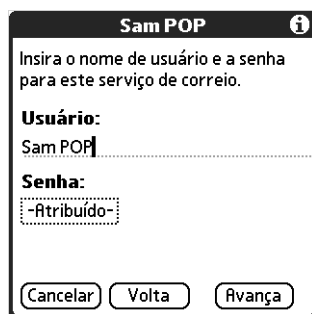 Sam POP
Insira o nome de usuário e a senha
para este serviço de correio.
Usuário:
Sam POP
Senha:
-Atribuído-
Cancelar Volta Avança